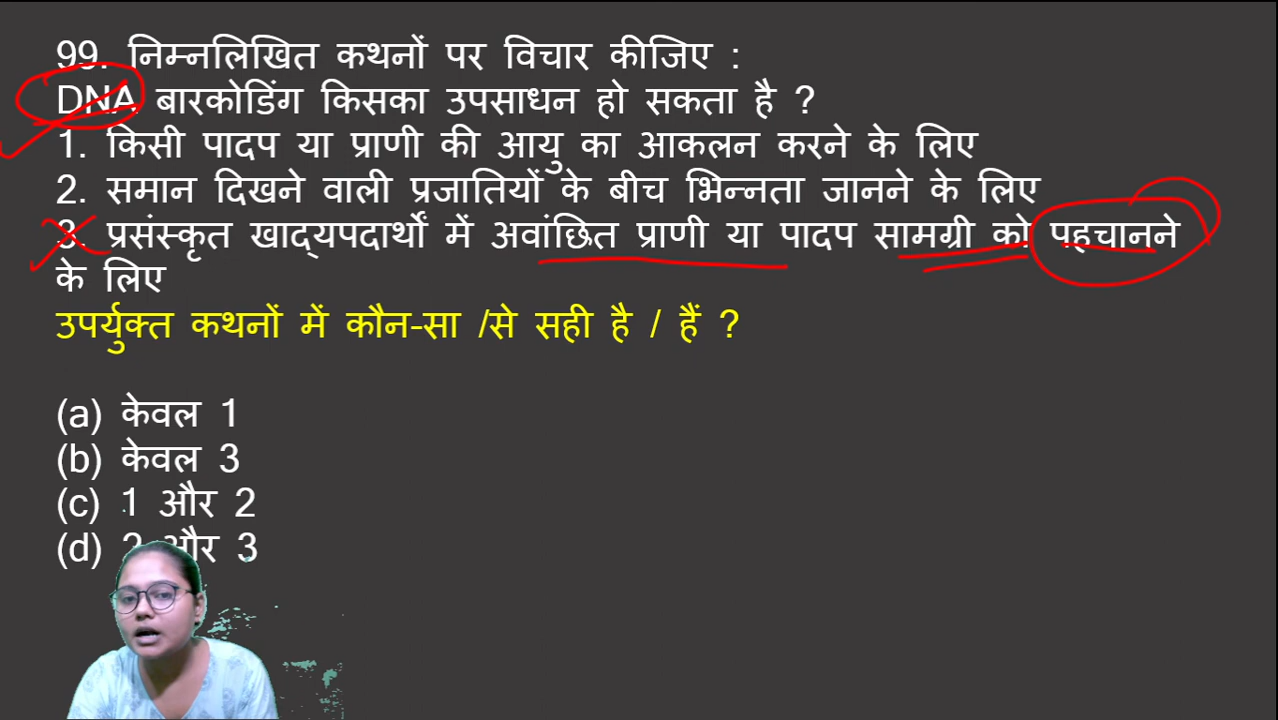 99. निम्नलिखित कथनों पर विचार कीजिए :
DNA बारकोडिंग किसका उपसाधन हो सकता है ?
1. किसी पादप या प्राणी की आयु का आकलन करने के लिए
2. समान दिखने वाली प्रजातियों के बीच भिन्नता जानने के लिए
3. प्रसंस्कृत खाद्यपदार्थों में अवांछित प्राणी या पादप सामग्री को पहचानने
के लिए
उपर्युक्त कथनों में कौन-सा /से सही है / हैं ?
(a) केवल 1
(b) केवल 3
(c) 1 और 2
(d) 2 और 3